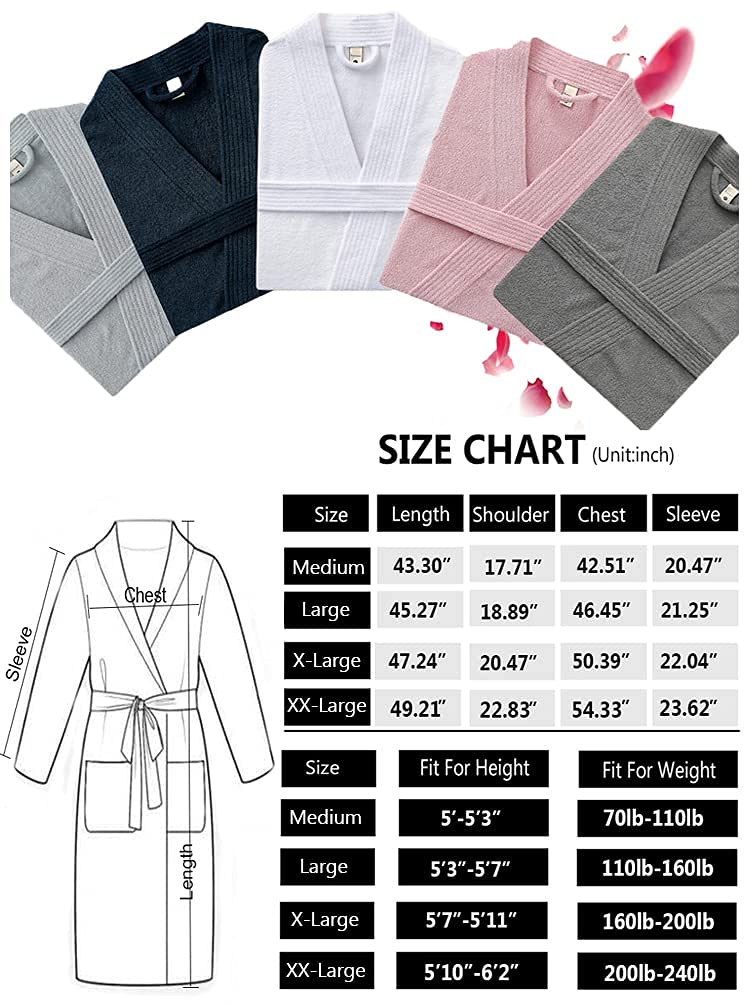 SIZE CHART (Unit:inch)
Size Length Shoulder Chest Sleeve
Medium 43.30” 17.71” 42.51” 20.47”
Large 45.27” 18.89” 46.45” 21.25”
X-Large 47.24” 20.47” 50.39” 22.04”
XX-Large 49.21” 22.83” 54.33” 23.62”
Chest
Sleeve
Length
Size Fit For Height Fit For Weight
Medium 5’-5’3” 70lb-110lb
Large 5’3”-5’7” 110lb-160lb
X-Large 5’7”-5’11” 160lb-200lb
XX-Large 5’10”-6’2” 200lb-240lb